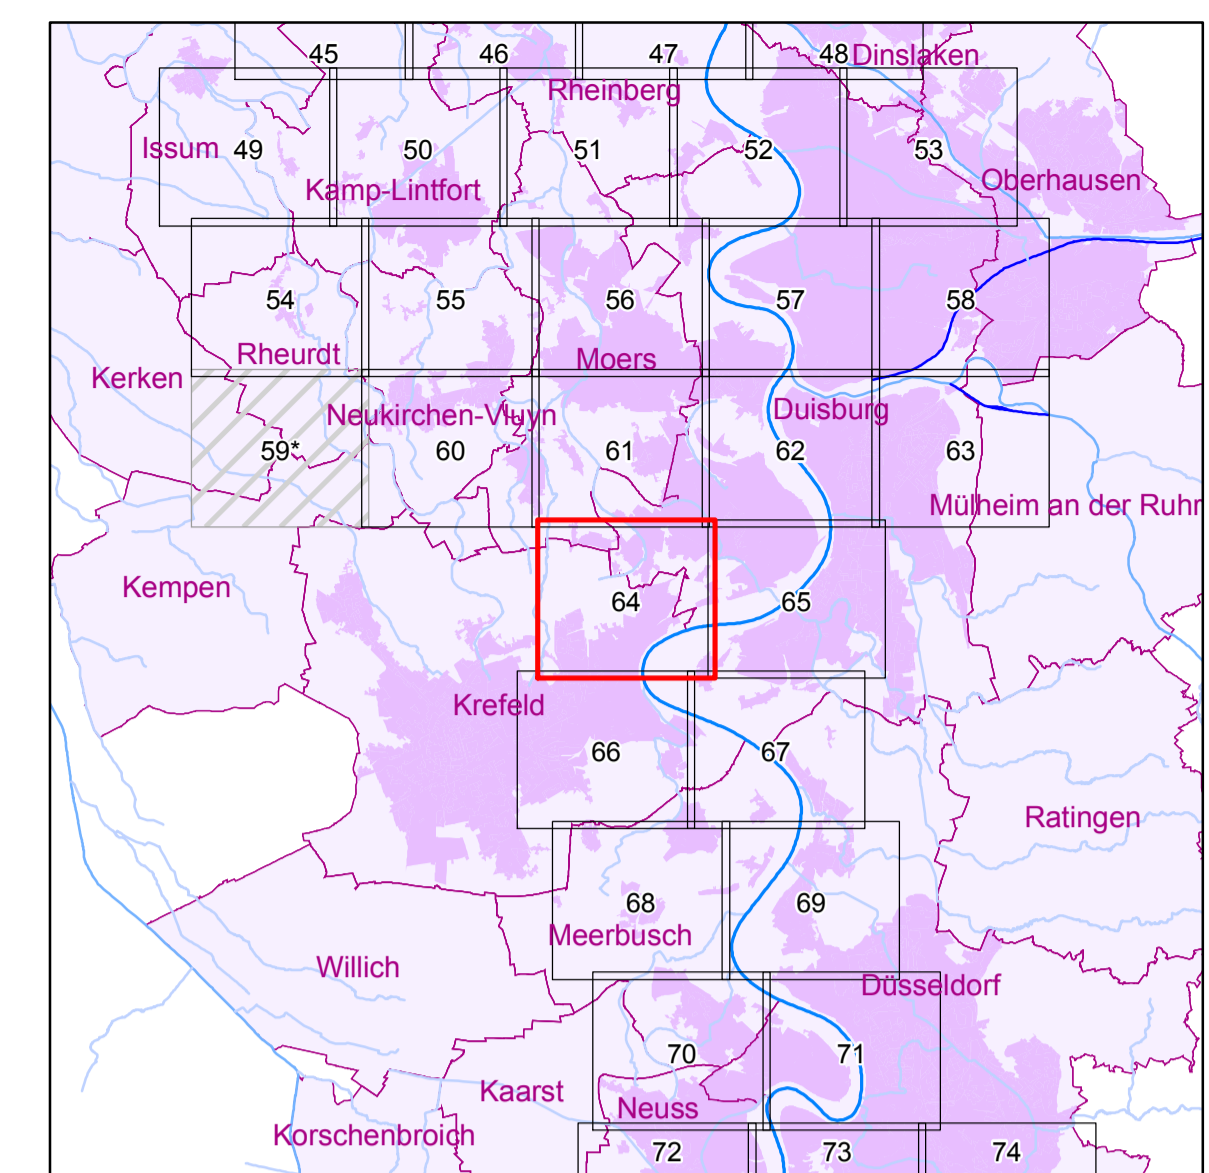 45 46 47 48 Dinslaken
Rheinberg
Issum 49 50 51 52 53
Kamp-Lintfort Oberhausen
54 55 56 57 58
Rheurdt Moers
Kerken
Neukirchen-Vluyn Duisburg
59* 60 61 62 63
Mülheim an der Ruhr
Kempen
64 65
Krefeld
66 67
Ratingen
68 69
Meerbusch
Willich
Düsseldorf
70 71
Kaarst
Neuss
Korschenbroich
72 73 74